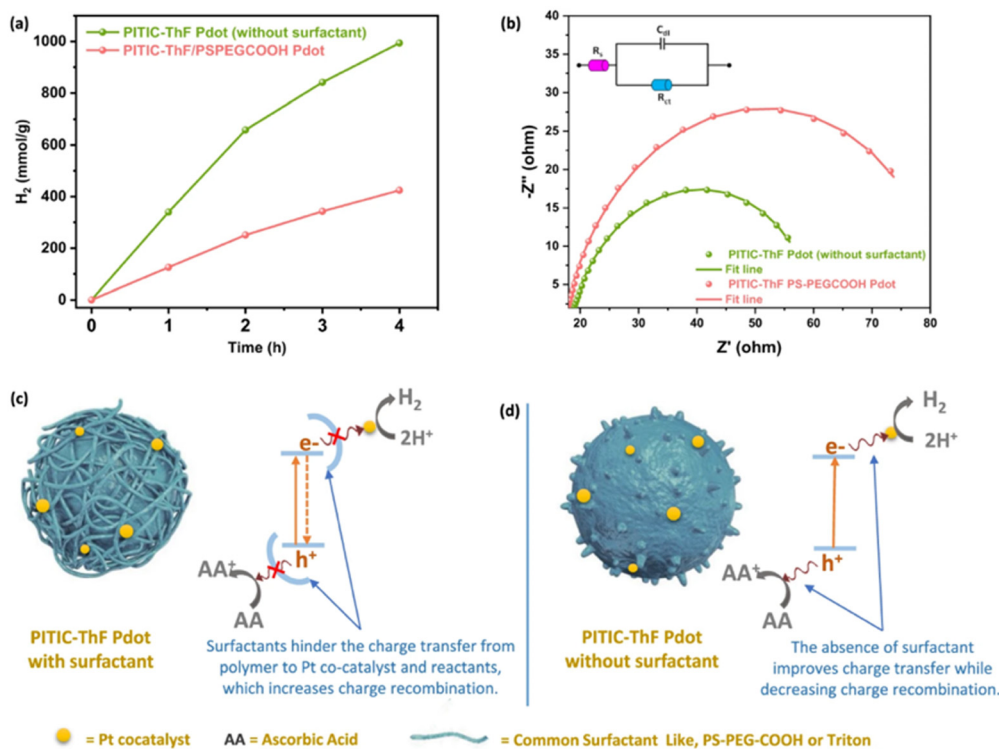 (a)
PITIC-ThF Pdot (without surfactant)
PITIC-ThF/PSPEGCOOH Pdot
1000
800
600
400
200
0
H2 (mmol/g)
0 1 2 3 4
Time (h)
(b)
Cdl
Rs
Rct
40
35
30
25
20
15
10
5
-Z'' (ohm)
PITIC-ThF Pdot (without surfactant)
Fit line
PITIC-ThF PS-PEGCOOH Pdot
Fit line
20 30 40 50 60 70 80
Z' (ohm)
(c)
H2
e-
2H+
h+
AA+
AA
PITIC-ThF Pdot
with surfactant
Surfactants hinder the charge transfer from
polymer to Pt co-catalyst and reactants,
which increases charge recombination.
(d)
H2
e-
2H+
h+
AA+
AA
PITIC-ThF Pdot
without surfactant
The absence of surfactant
improves charge transfer while
decreasing charge recombination.
= Pt cocatalyst
AA = Ascorbic Acid
= Common Surfactant Like, PS-PEG-COOH or Triton